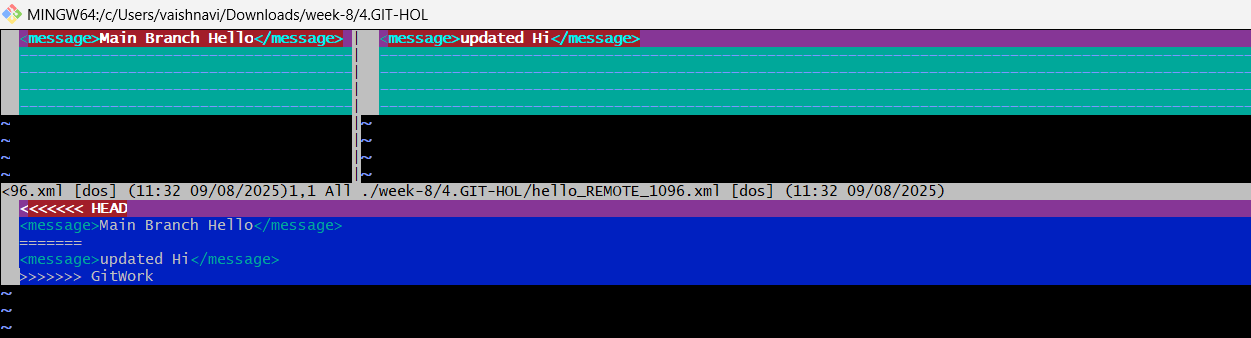 MINGW64:/c/Users/vaishnavi/Downloads/week-8/4.GIT-HOL
<message>Main Branch Hello</message>
<message>updated Hi</message>
~
~
~
~
~
~
~
~
<96.xml [dos] (11:32 09/08/2025)1,1 All ./week-8/4.GIT-HOL/hello_REMOTE_1096.xml [dos] (11:32 09/08/2025)
<<<<<<< HEAD
<message>Main Branch Hello</message>
=======
<message>updated Hi</message>
>>>>>>> GitWork
~
~
~